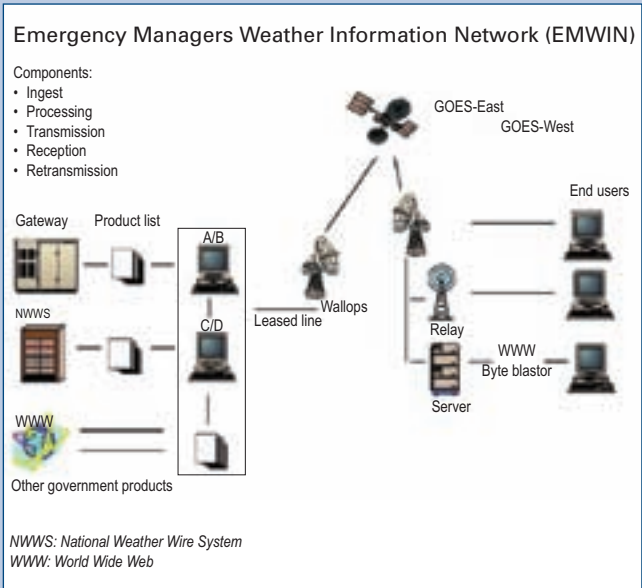 Emergency Managers Weather Information Network (EMWIN)
Components:
• Ingest
• Processing
• Transmission
• Reception
• Retransmission
GOES-East
GOES-West
End users
Gateway
Product list
A/B
NWWS
C/D
Leased line
Wallops
Relay
WWW
Byte blastor
Server
WWW
Other government products
NWWS: National Weather Wire System
WWW: World Wide Web